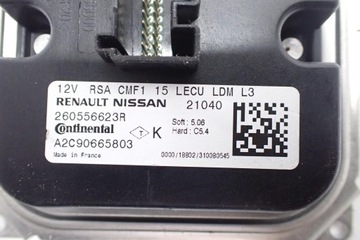 12V RSA CMF1 15 LECU LDM L3
RENAULT NISSAN 21040
260556623R
Continental
Soft : 5.06
T K
Hard : C5.4
A2C90665803
Made in France
0000/18802/310080545